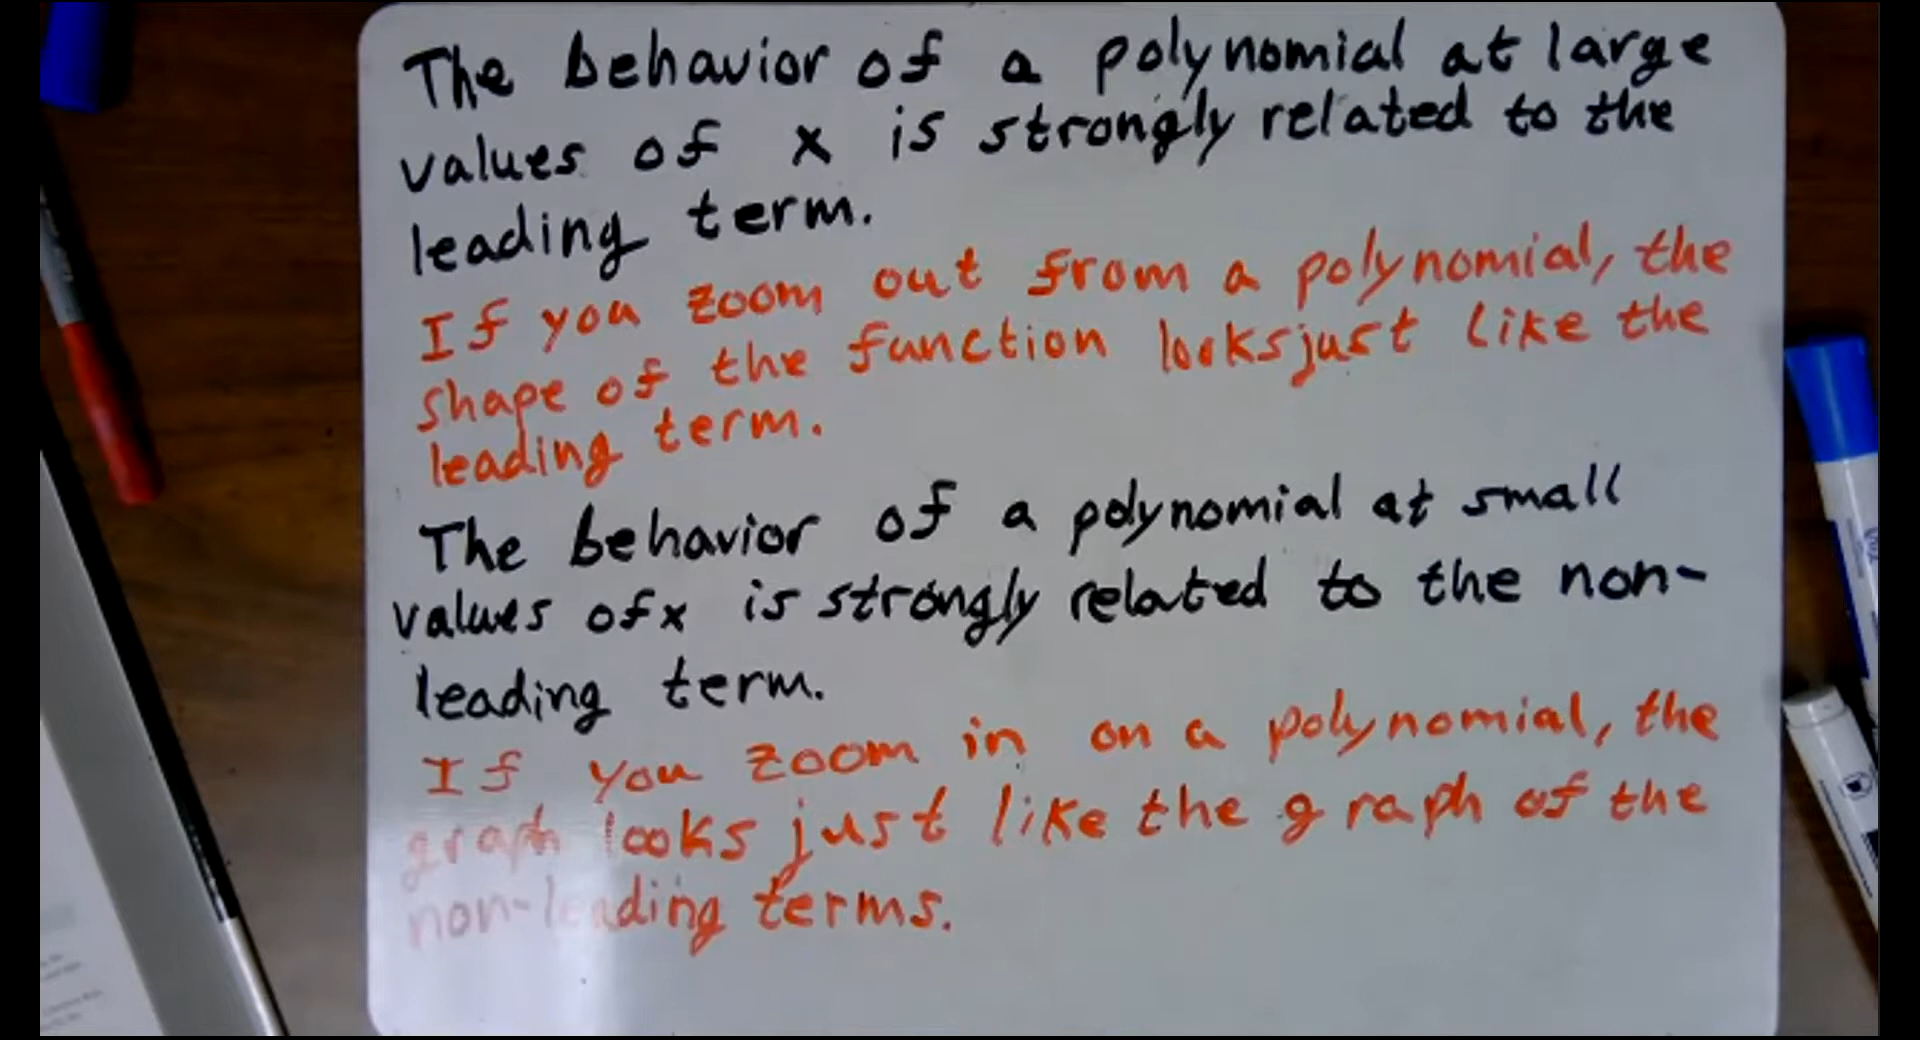 The behavior of a polynomial at large
values of x is strongly related to the
leading term.
If you zoom out from a polynomial, the
shape of the function looks just like the
leading term.
The behavior of a polynomial at small
values of x is strongly related to the non-
leading term.
If you zoom in on a polynomial, the
graph looks just like the graph of the
non-leading terms.